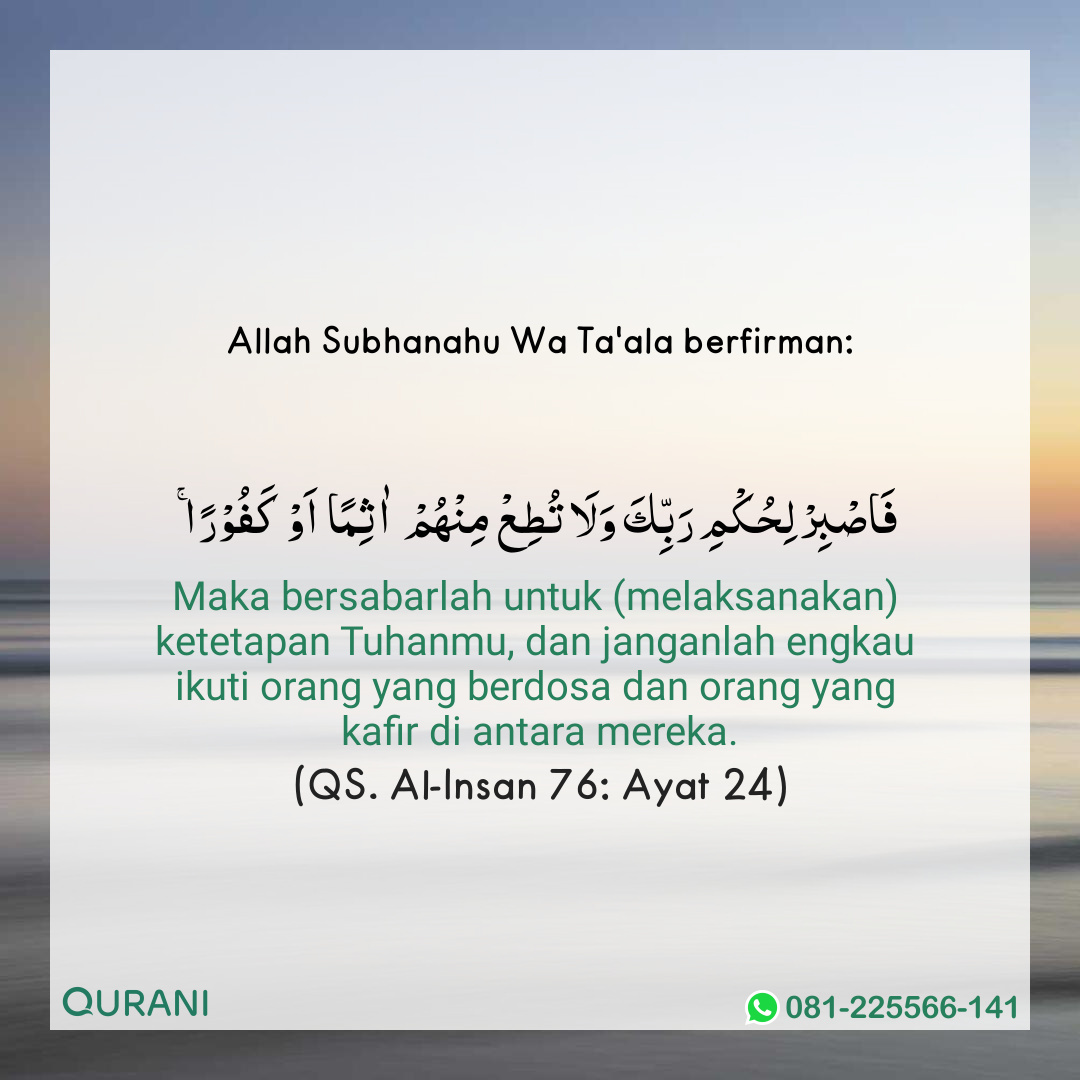 Allah Subhanahu Wa Ta'ala berfirman:
فَاصْبِرْ لِحُكْمِ رَبِّكَ وَلَا تُطِعْ مِنْهُمْ اٰثِمًا اَوْ كَفُوْرًا ۚ
Maka bersabarlah untuk (melaksanakan)
ketetapan Tuhanmu, dan janganlah engkau
ikuti orang yang berdosa dan orang yang
kafir di antara mereka.
(QS. Al-Insan 76: Ayat 24)
QURANI
081-225566-141